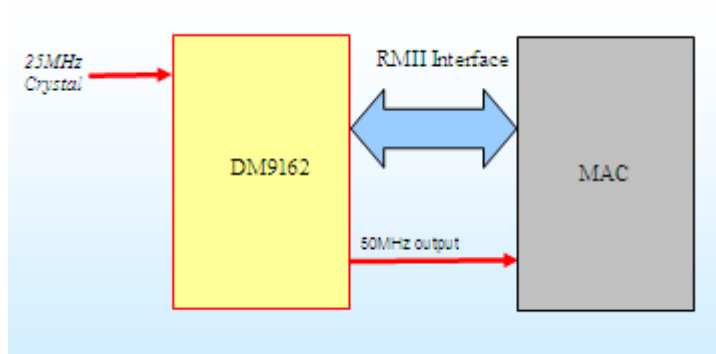 25MHz
Crystal
RMII Interface
DM9162
MAC
50MHz output